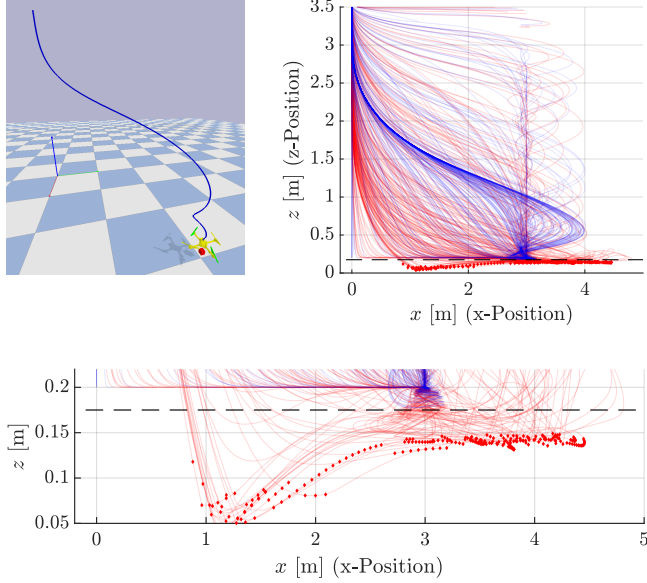 3.5
3
2.5
2
1.5
1
0.5
0
z [m] (z-Position)
0 2 4
x [m] (x-Position)
0.2
0.15
0.1
0.05
z [m]
0 1 2 3 4 5
x [m] (x-Position)